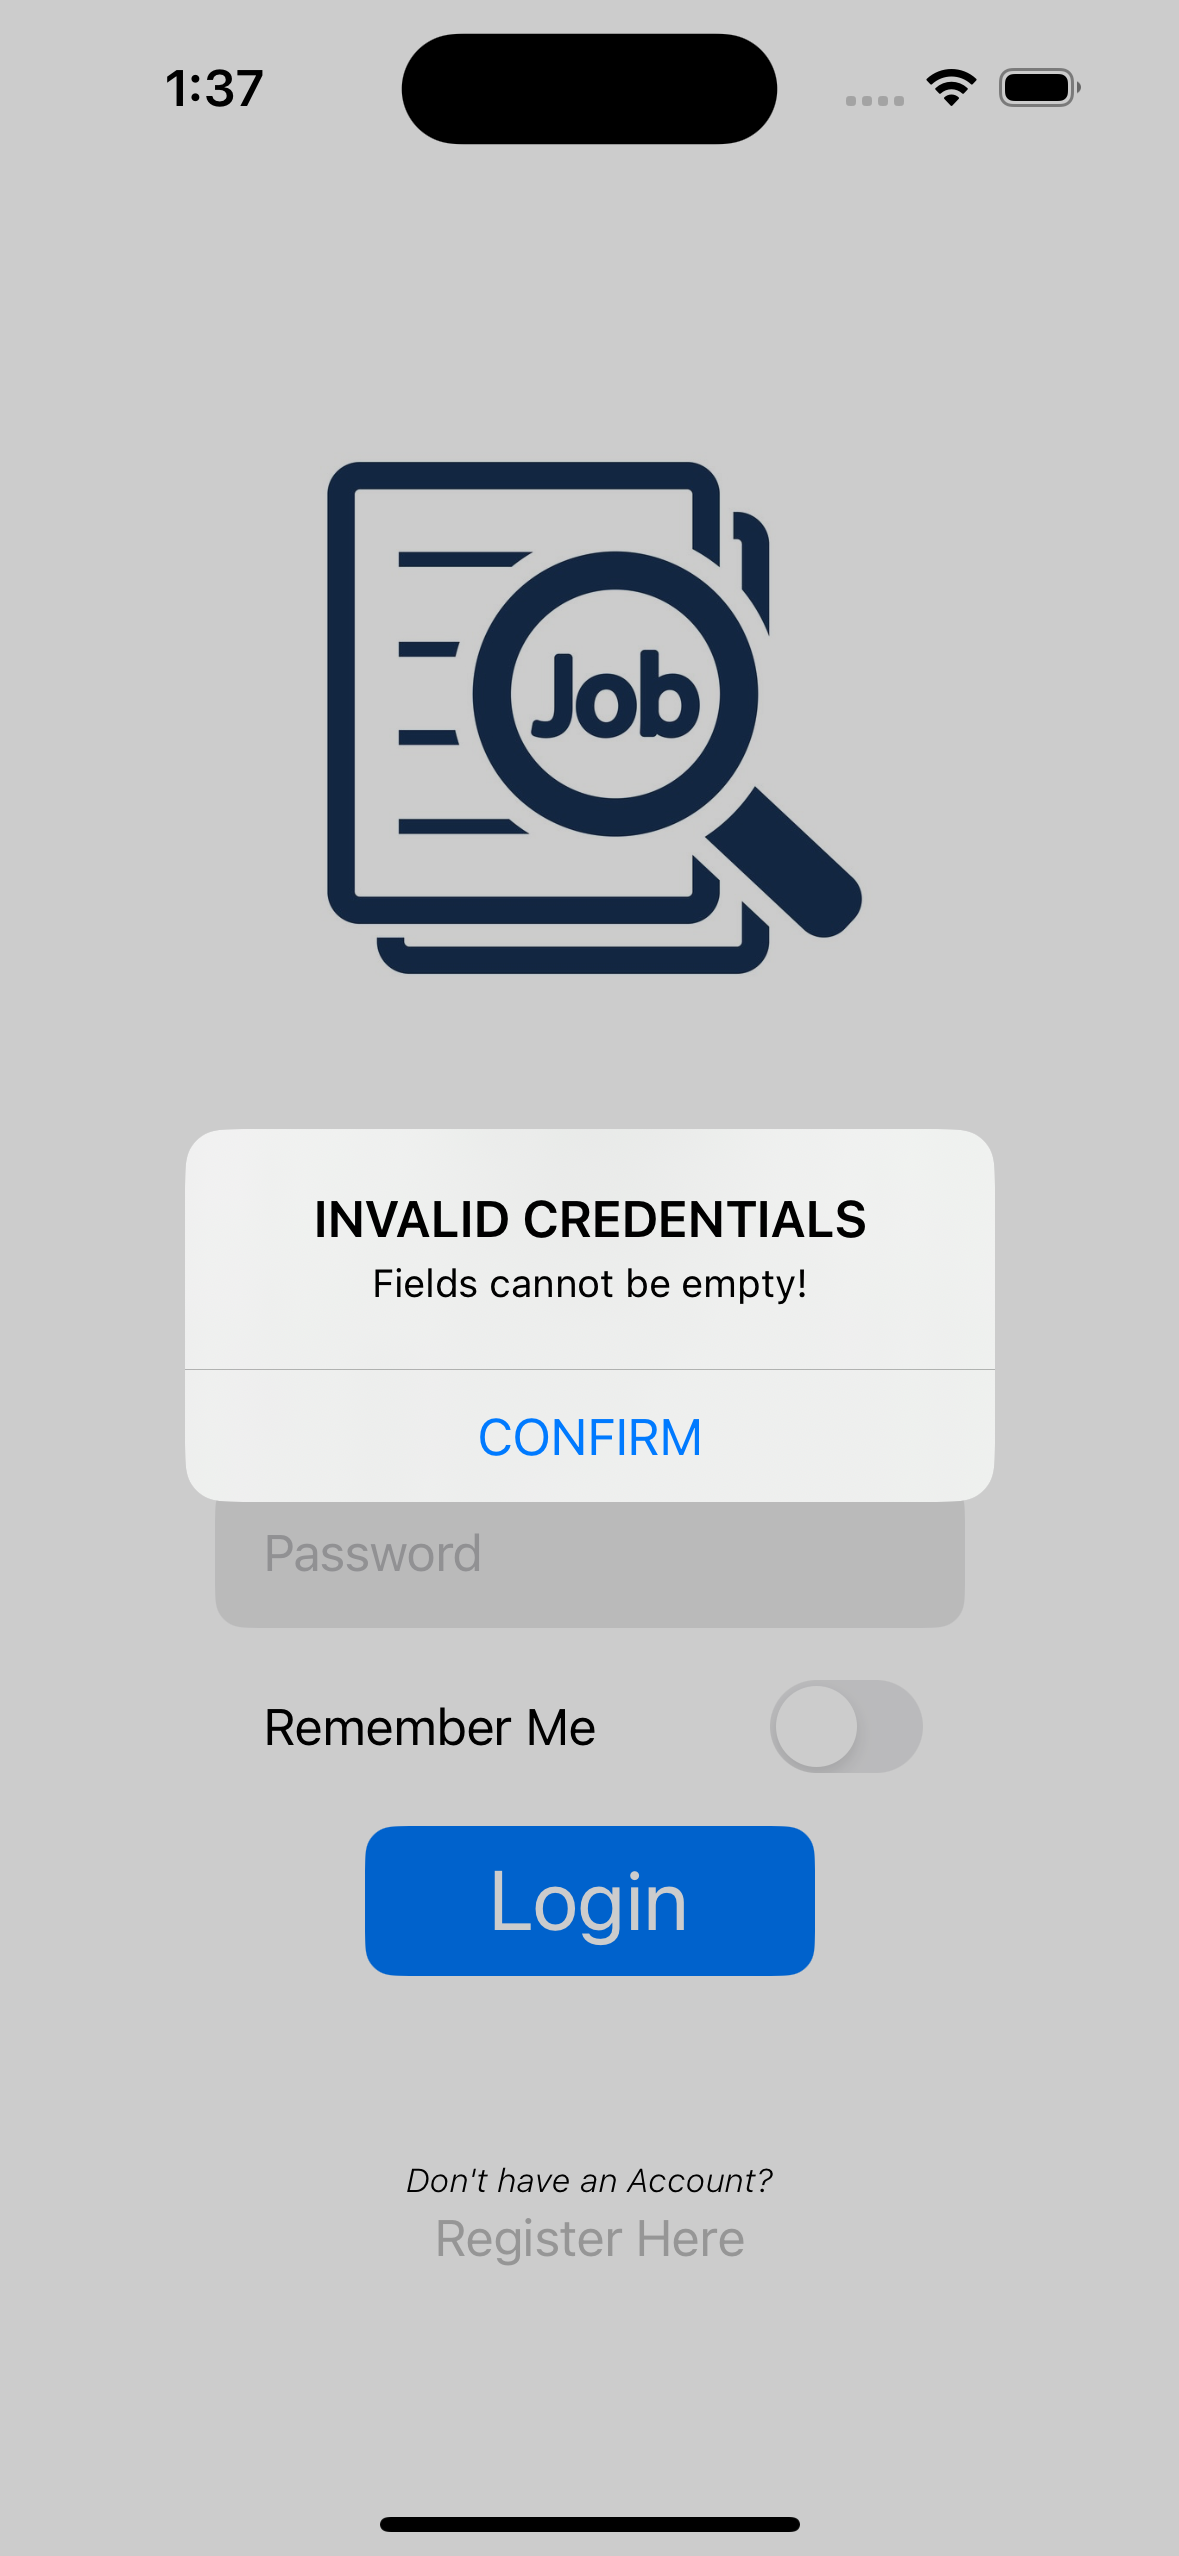 1:37
Job
INVALID CREDENTIALS
Fields cannot be empty!
CONFIRM
Password
Remember Me
Login
Don't have an Account?
Register Here